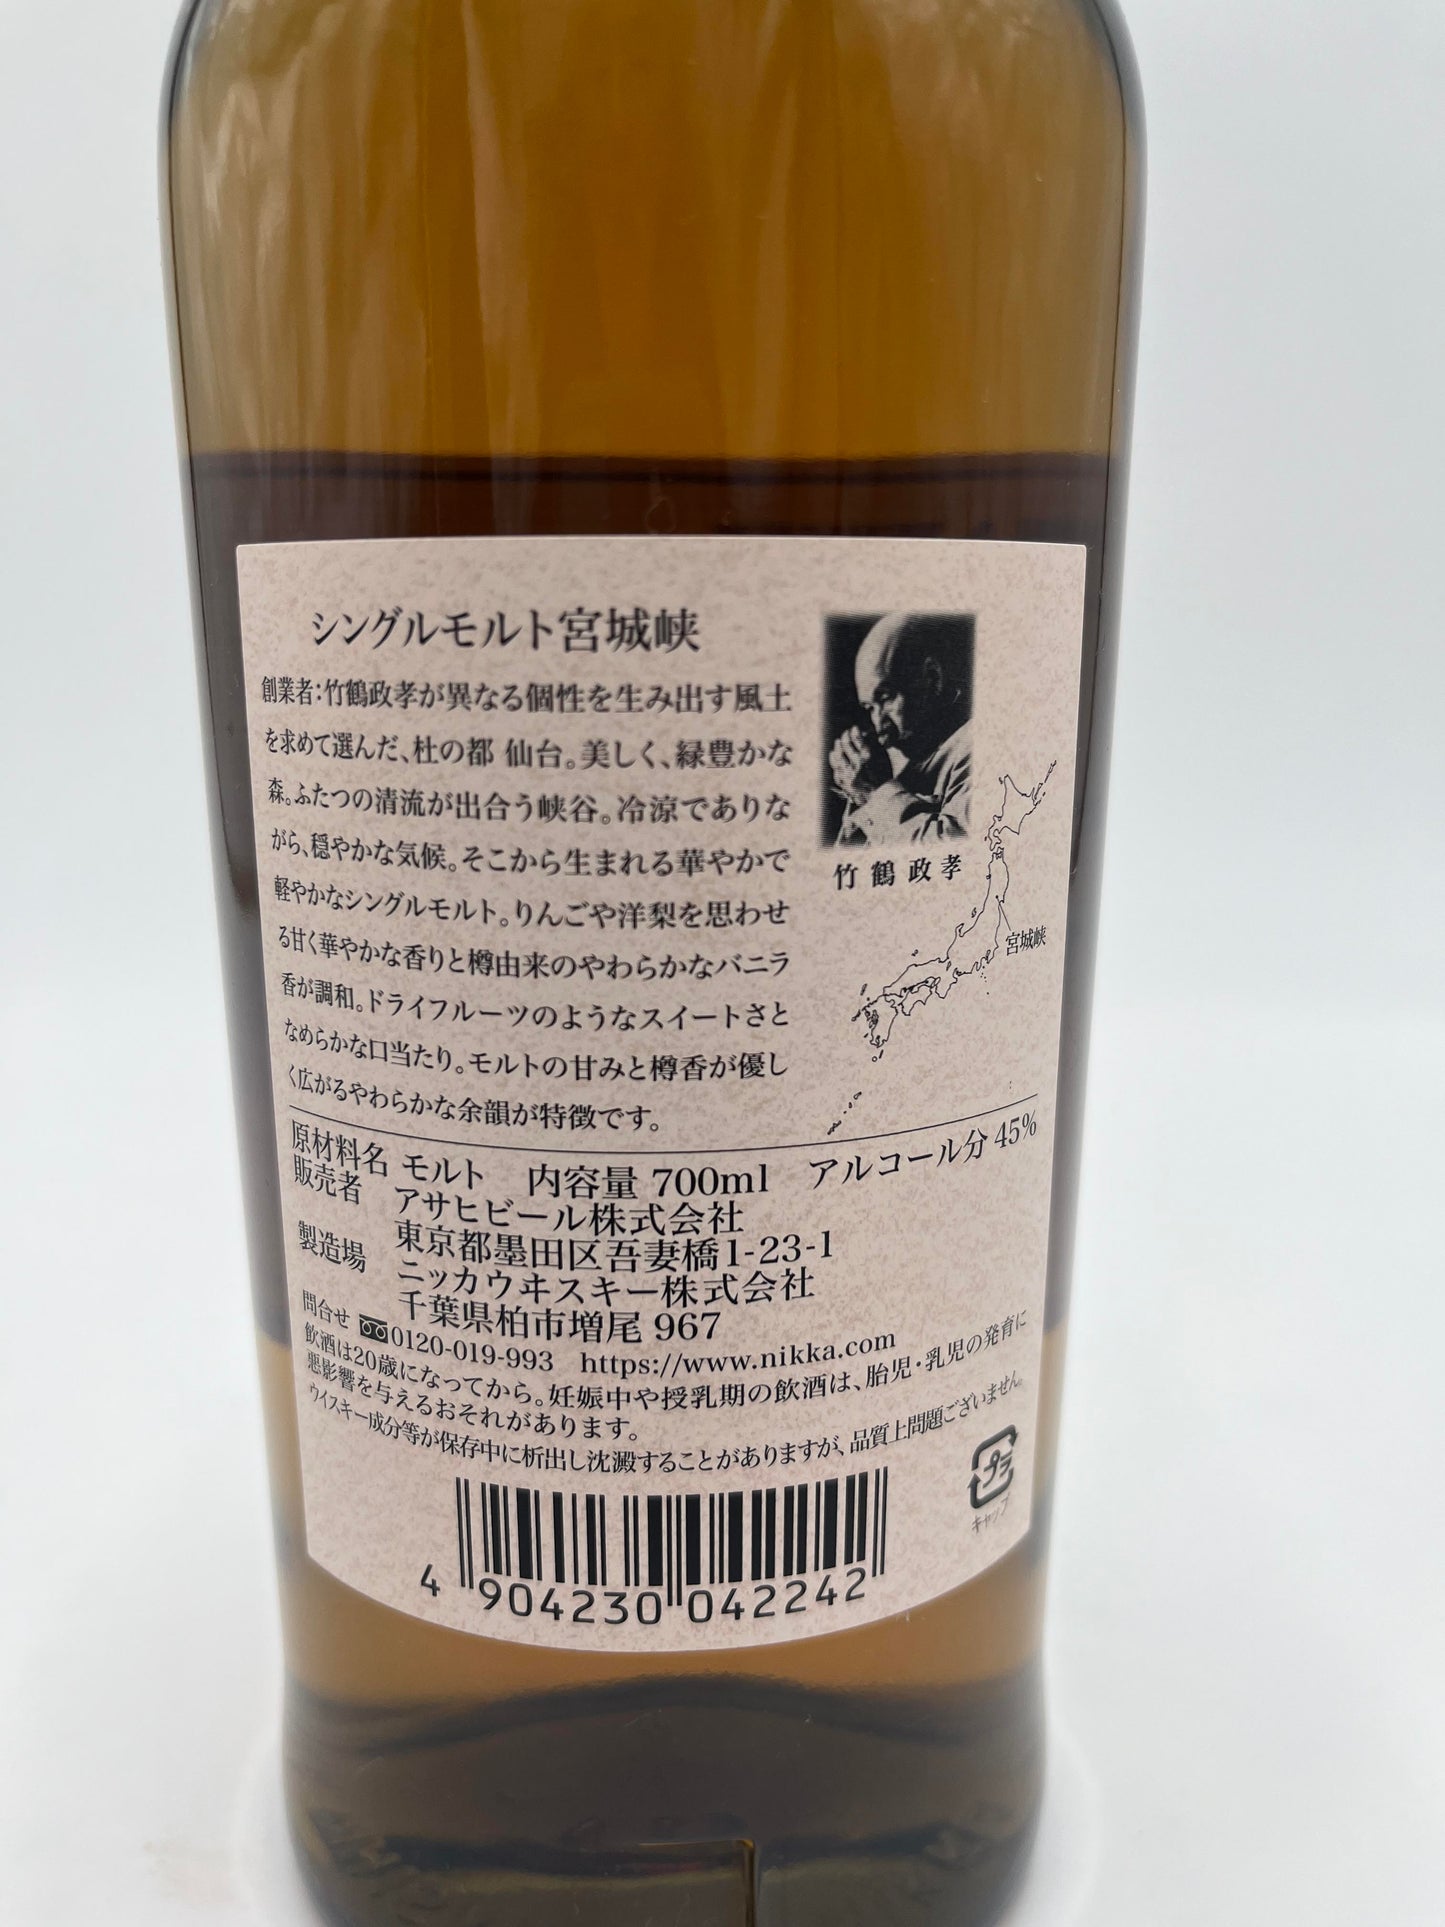 シングルモルト宮城峡
創業者:竹鶴政孝が異なる個性を生み出す風土
を求めて選んだ、杜の都 仙台。美しく、緑豊かな
森。ふたつの清流が出合う峡谷。冷涼でありな
がら、穏やかな気候。そこから生まれる華やかで
軽やかなシングルモルト。りんごや洋梨を思わせ
る甘く華やかな香りと樽由来のやわらかなバニラ
香が調和。ドライフルーツのようなスイートさと
なめらかな口当たり。モルトの甘みと樽香が優し
く広がるやわらかな余韻が特徴です。
竹鶴政孝
宮城峡
原材料名 モルト 内容量 700ml アルコール分 45%
販売者 アサヒビール株式会社
東京都墨田区吾妻橋1-23-1
製造場 ニッカウヰスキー株式会社
千葉県柏市増尾 967
問合せ 0120-019-993 https://www.nikka.com
飲酒は20歳になってから。妊娠中や授乳期の飲酒は、胎児・乳児の発育に
悪影響を与えるおそれがあります。
ウイスキー成分等が保存中に析出し沈澱することがありますが、品質上問題ございません。
プラ
キャップ
4 904230 042242